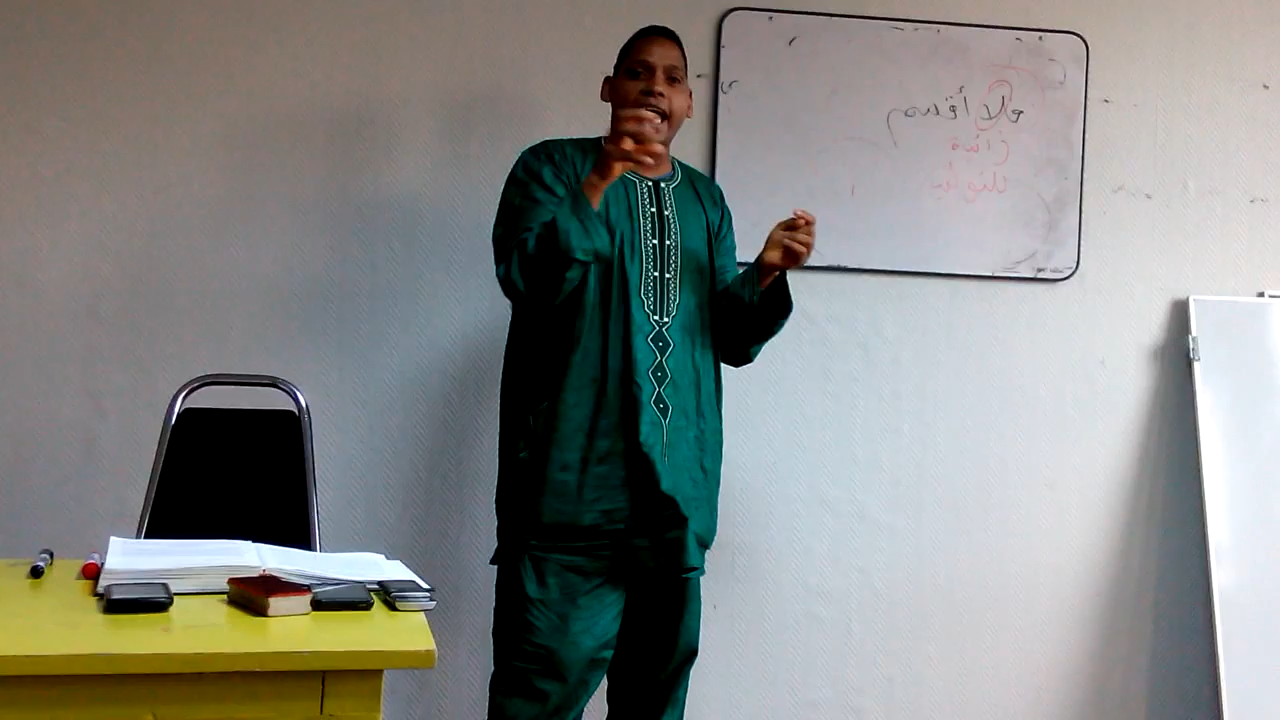 فلا أقسم
زائدة
للتوكيد